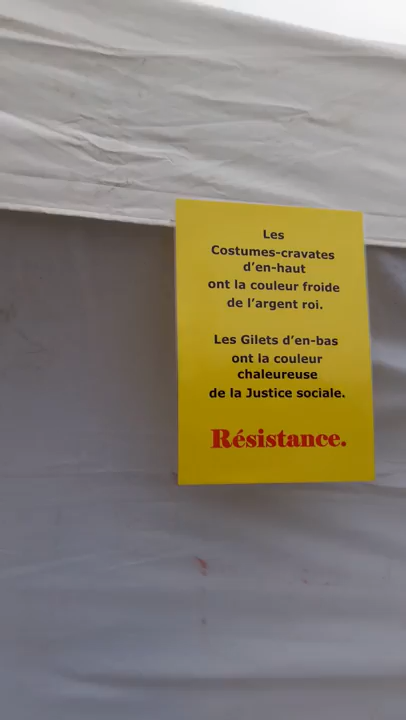 Les
Costumes-cravates
d’en-haut
ont la couleur froide
de l’argent roi.
Les Gilets d’en-bas
ont la couleur
chaleureuse
de la Justice sociale.
Résistance.